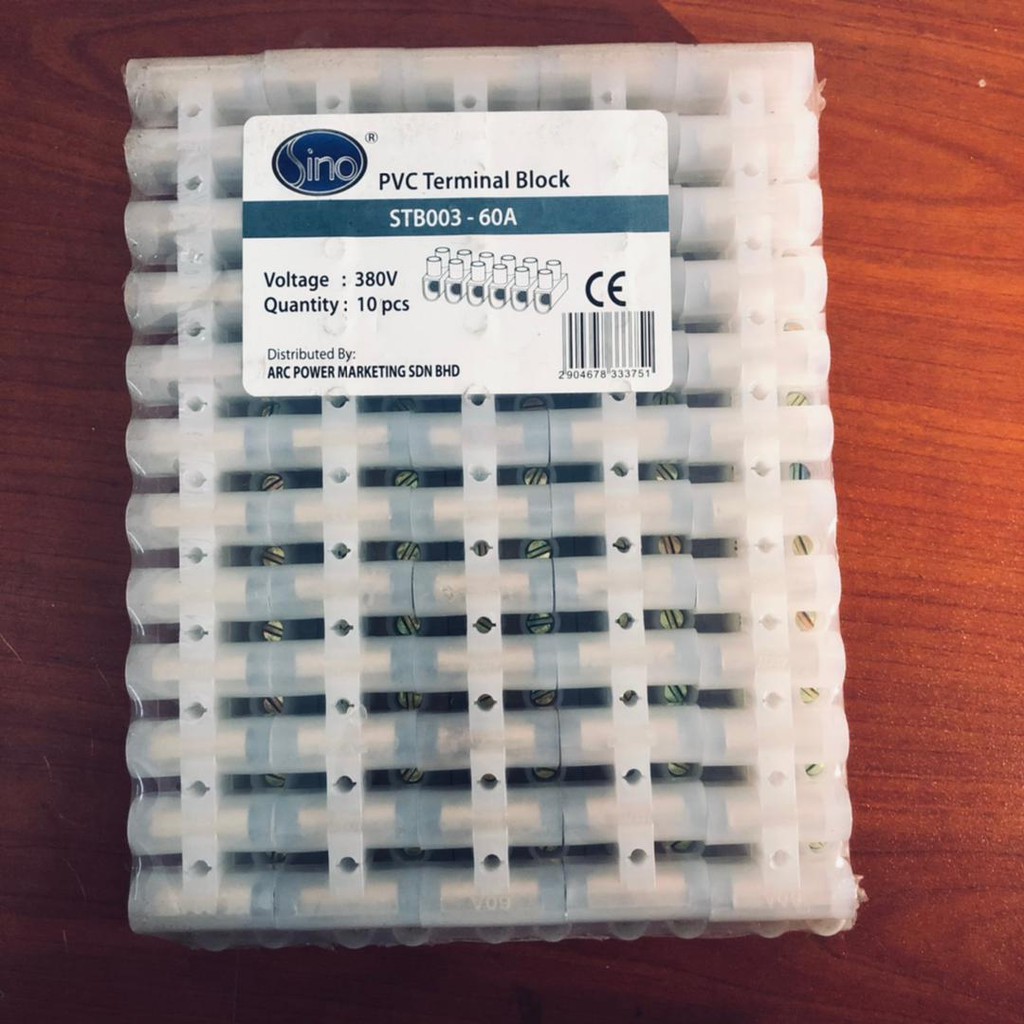 Sino ®
PVC Terminal Block
STB003 - 60A
Voltage : 380V
Quantity : 10 pcs
CE
Distributed By:
ARC POWER MARKETING SDN BHD
2904678 333751
60A